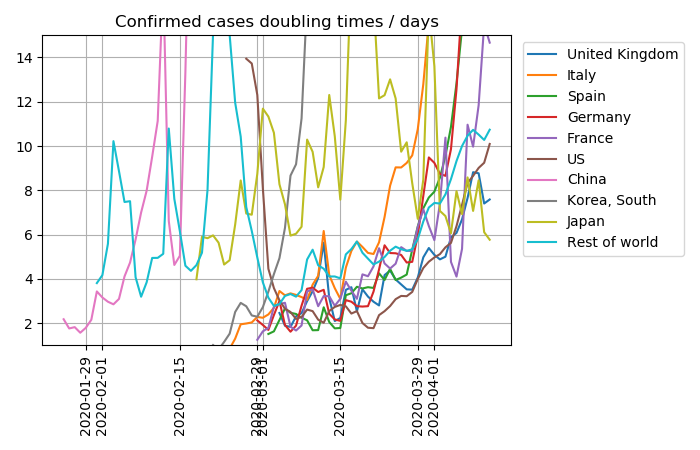 Confirmed cases doubling times / days
14
12
10
8
6
4
2
2020-01-29
2020-02-01
2020-02-15
2020-02-29
2020-03-01
2020-03-15
2020-03-29
2020-04-01
United Kingdom
Italy
Spain
Germany
France
US
China
Korea, South
Japan
Rest of world